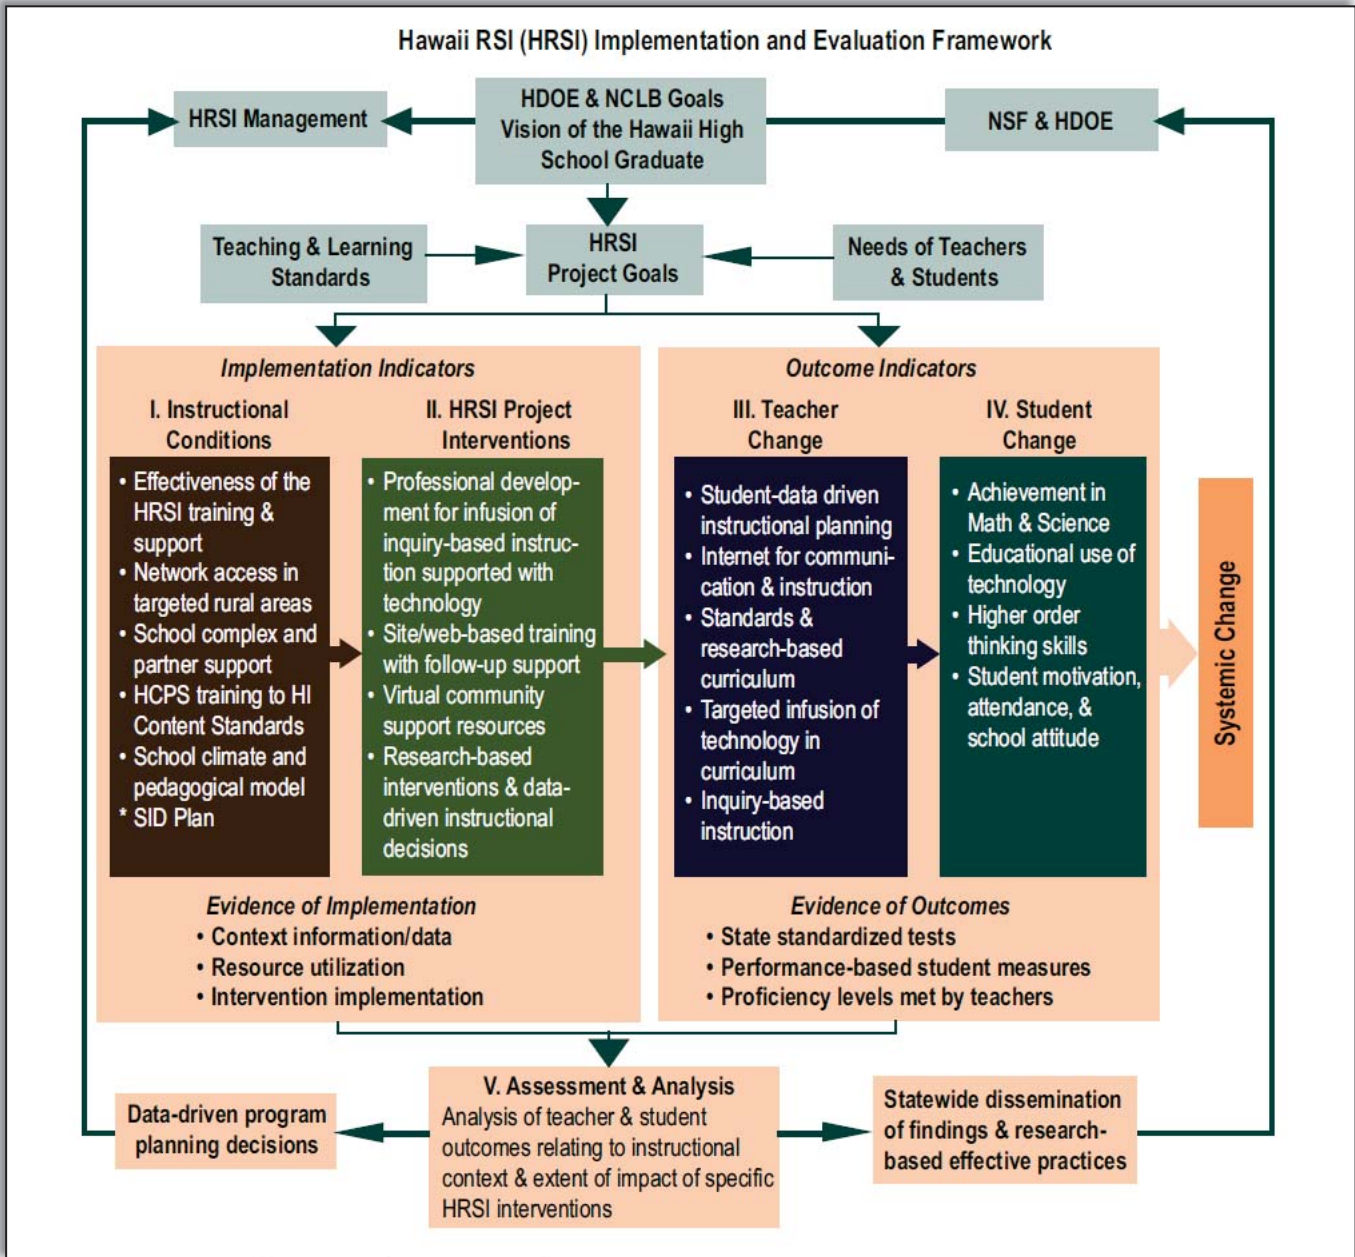 Hawaii RSI (HRSI) Implementation and Evaluation Framework
HRSI Management
HDOE & NCLB Goals
Vision of the Hawaii High
School Graduate
NSF & HDOE
Teaching & Learning
Standards
HRSI
Project Goals
Needs of Teachers
& Students
Implementation Indicators
I. Instructional
Conditions
• Effectiveness of the
HRSI training &
support
• Network access in
targeted rural areas
• School complex and
partner support
• HCPS training to HI
Content Standards
• School climate and
pedagogical model
* SID Plan
II. HRSI Project
Interventions
• Professional develop-
ment for infusion of
inquiry-based instruc-
tion supported with
technology
• Site/web-based training
with follow-up support
• Virtual community
support resources
• Research-based
interventions & data-
driven instructional
decisions
Evidence of Implementation
• Context information/data
• Resource utilization
• Intervention implementation
Outcome Indicators
III. Teacher
Change
• Student-data driven
instructional planning
• Internet for communi-
cation & instruction
• Standards &
research-based
curriculum
• Targeted infusion of
technology in
curriculum
• Inquiry-based
instruction
IV. Student
Change
• Achievement in
Math & Science
• Educational use of
technology
• Higher order
thinking skills
• Student motivation,
attendance, &
school attitude
Evidence of Outcomes
• State standardized tests
• Performance-based student measures
• Proficiency levels met by teachers
Systemic Change
Data-driven program
planning decisions
V. Assessment & Analysis
Analysis of teacher & student
outcomes relating to instructional
context & extent of impact of specific
HRSI interventions
Statewide dissemination
of findings & research-
based effective practices